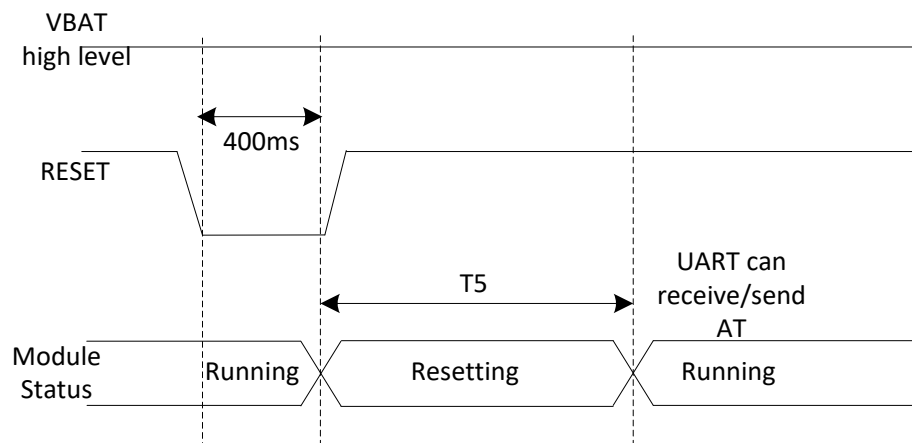 VBAT
high level
400ms
RESET
T5
UART can
receive/send
AT
Module
Status
Running
Resetting
Running